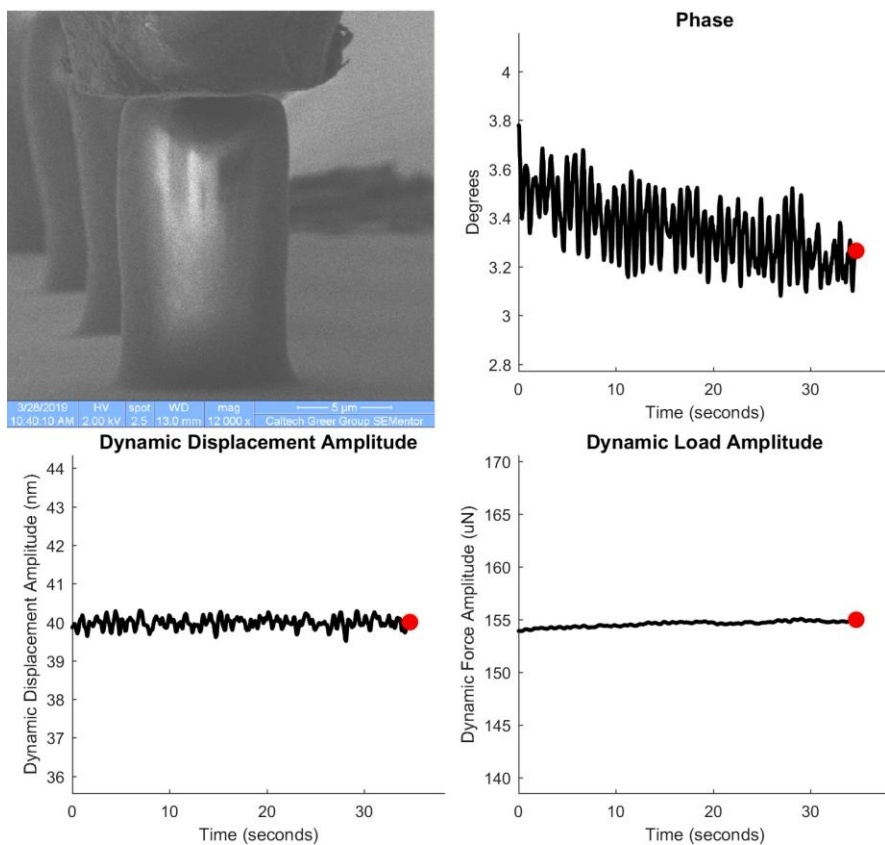 3/28/2019 HV spot WD mag 5 µm
10:40:10 AM 2.00 kV 2.5 13.0 mm 12 000 x Caltech Greer Group SEMentor
Phase
4
3.8
3.6
3.4
3.2
3
2.8
Degrees
0 10 20 30
Time (seconds)
Dynamic Displacement Amplitude
44
43
42
41
40
39
38
37
36
Dynamic Displacement Amplitude (nm)
0 10 20 30
Time (seconds)
Dynamic Load Amplitude
170
165
160
155
150
145
140
Dynamic Force Amplitude (uN)
0 10 20 30
Time (seconds)